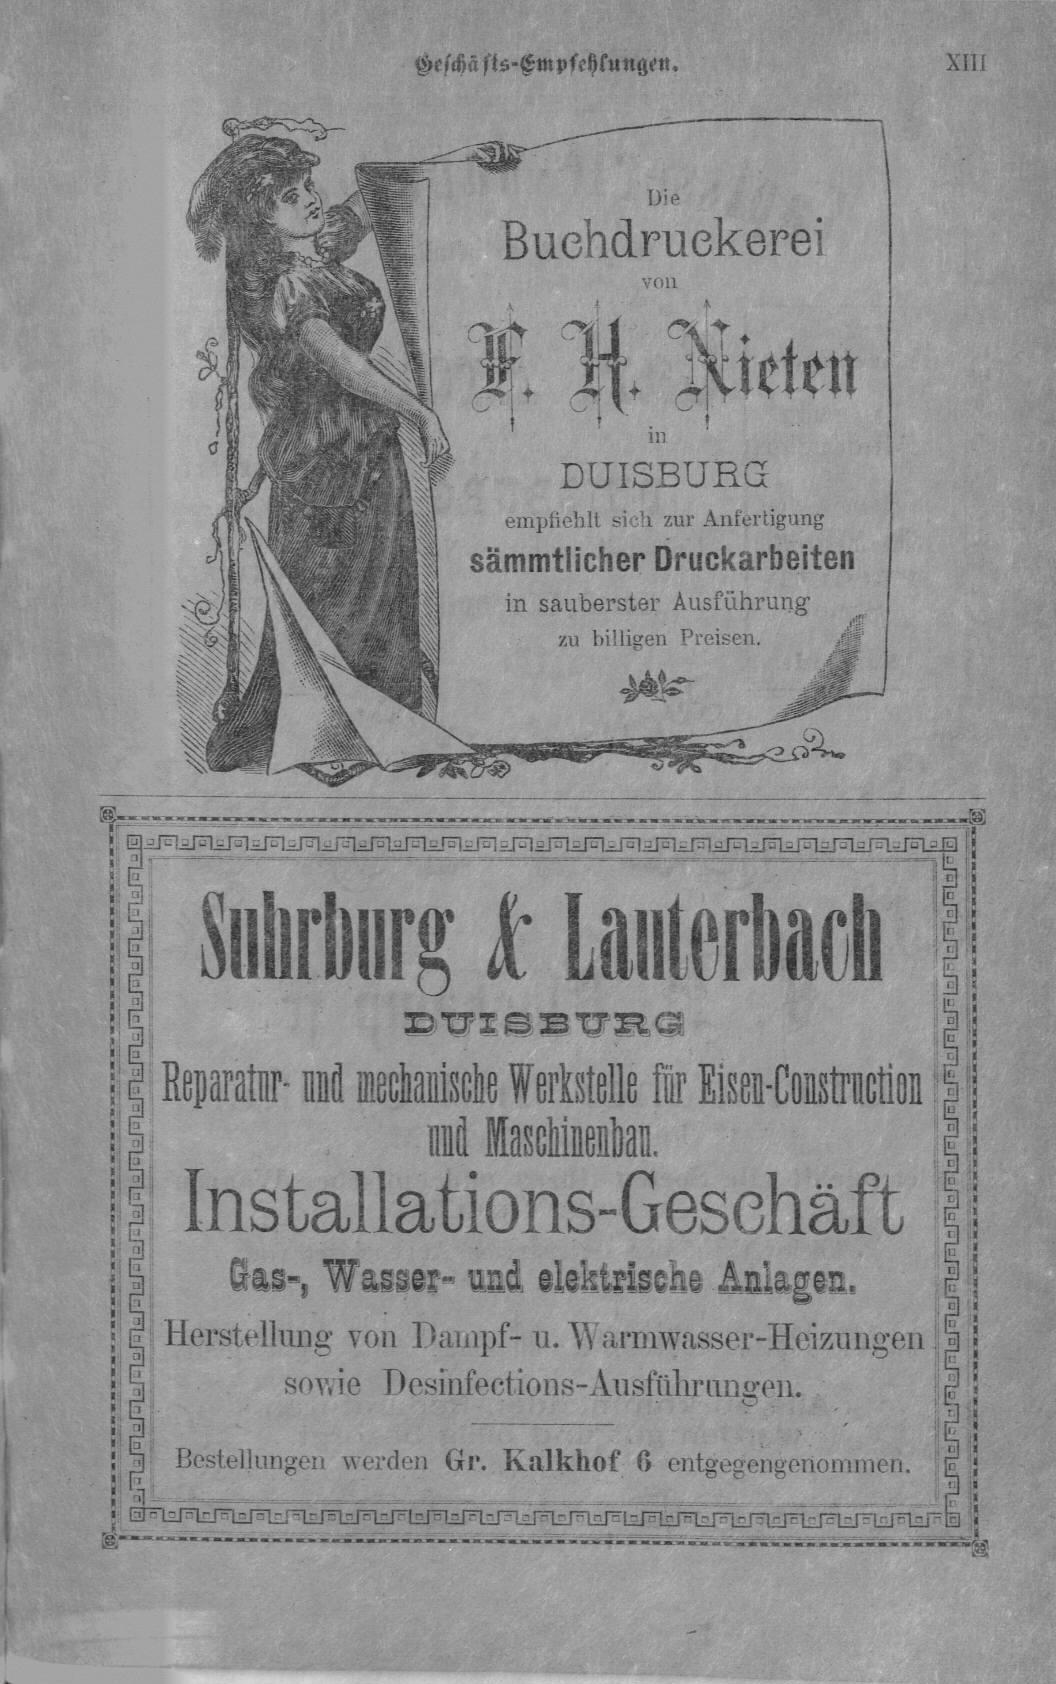 Geschäfts-Empfehlungen.
XIII
Die
Buchdruckerei
von
F. H. Nieten
in
DUISBURG
empfiehlt sich zur Anfertigung
sämmtlicher Druckarbeiten
in sauberster Ausführung
zu billigen Preisen.
Suhrburg & Lauterbach
DUISBURG
Reparatur- und mechanische Werkstelle für Eisen-Construction
und Maschinenbau.
Installations-Geschäft
Gas-, Wasser- und elektrische Anlagen.
Herstellung von Dampf- u. Warmwasser-Heizungen
sowie Desinfections-Ausführungen.
Bestellungen werden Gr. Kalkhof 6 entgegengenommen.